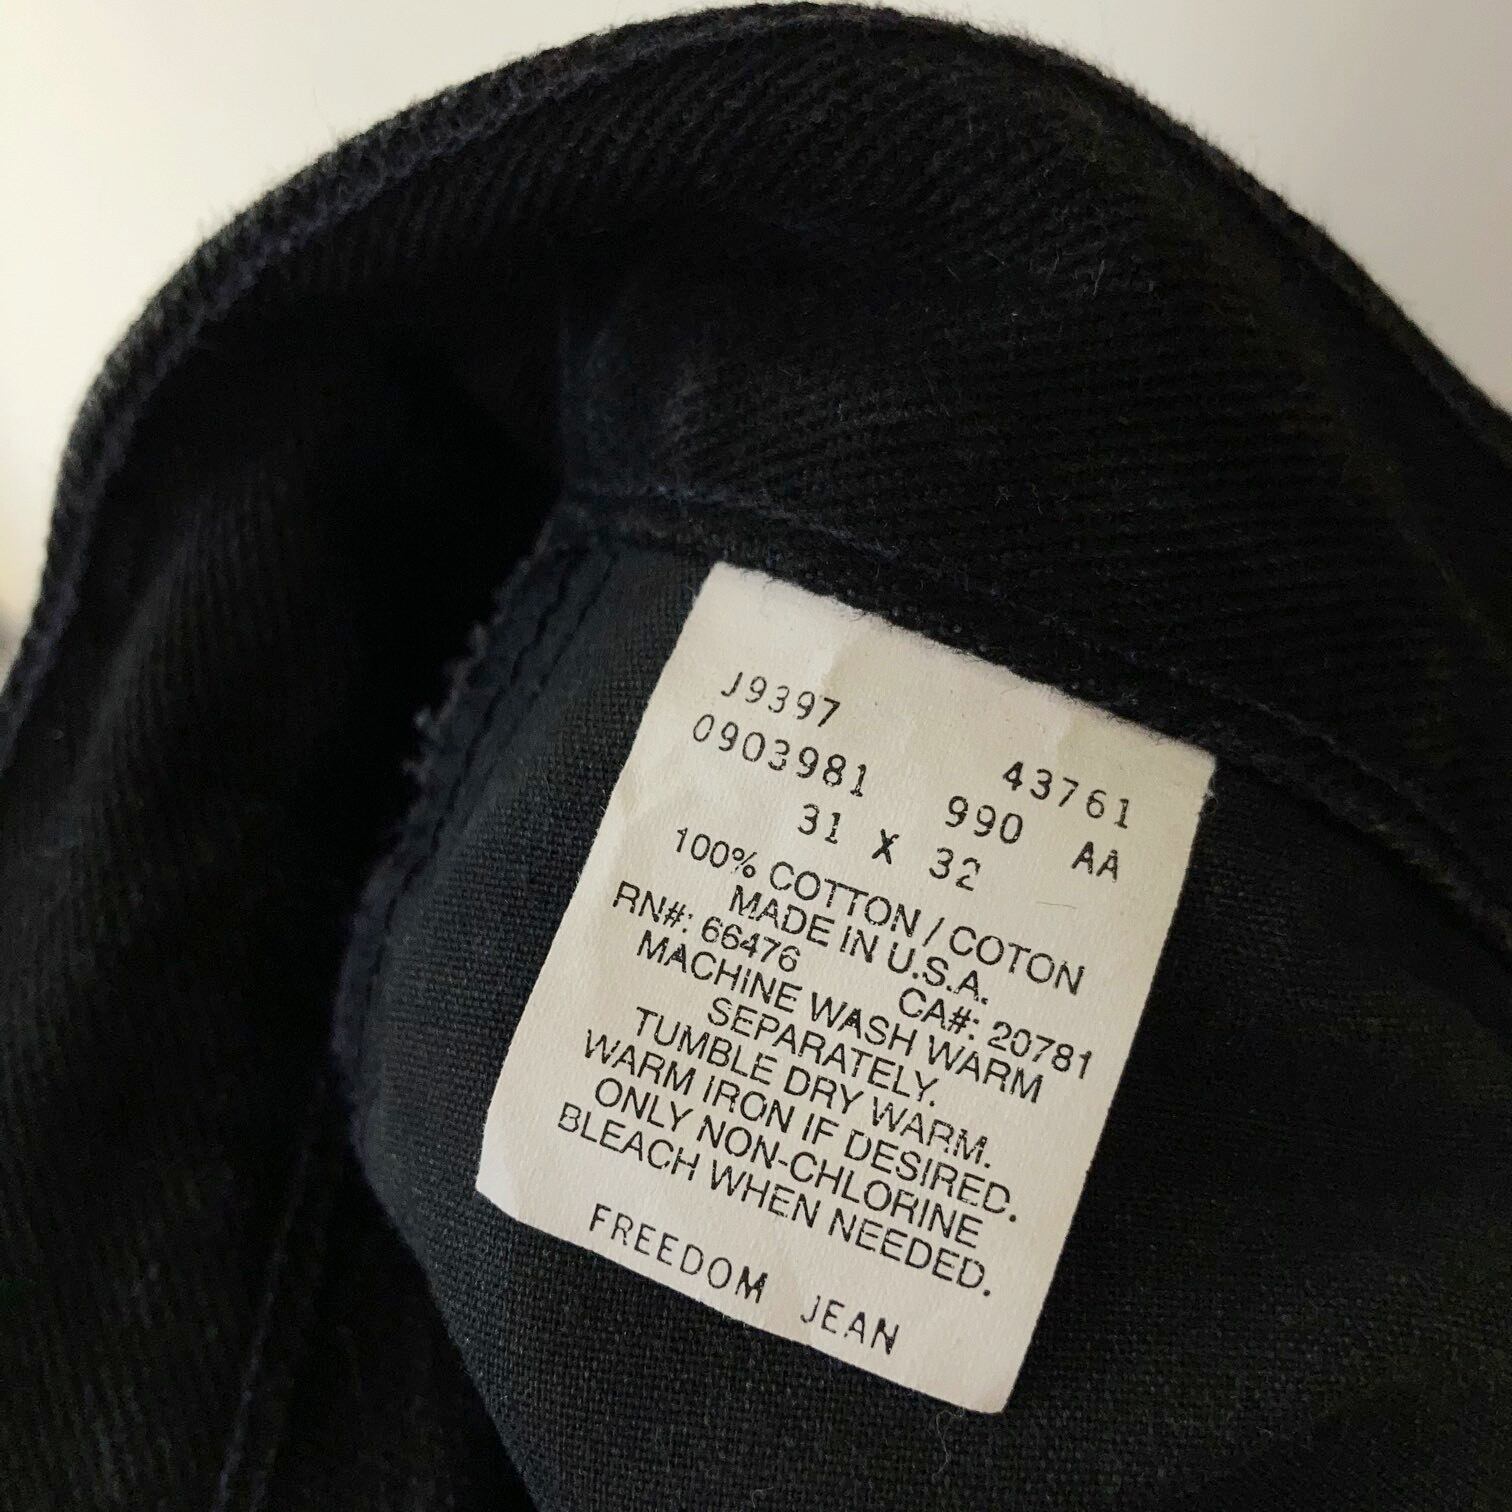 J9397 43761
0903981 990 AA
31 X 32
100% COTTON / COTON
MADE IN U.S.A.
RN#: 66476 CA#: 20781
MACHINE WASH WARM
SEPARATELY.
TUMBLE DRY WARM.
WARM IRON IF DESIRED.
ONLY NON-CHLORINE
BLEACH WHEN NEEDED.
FREEDOM JEAN